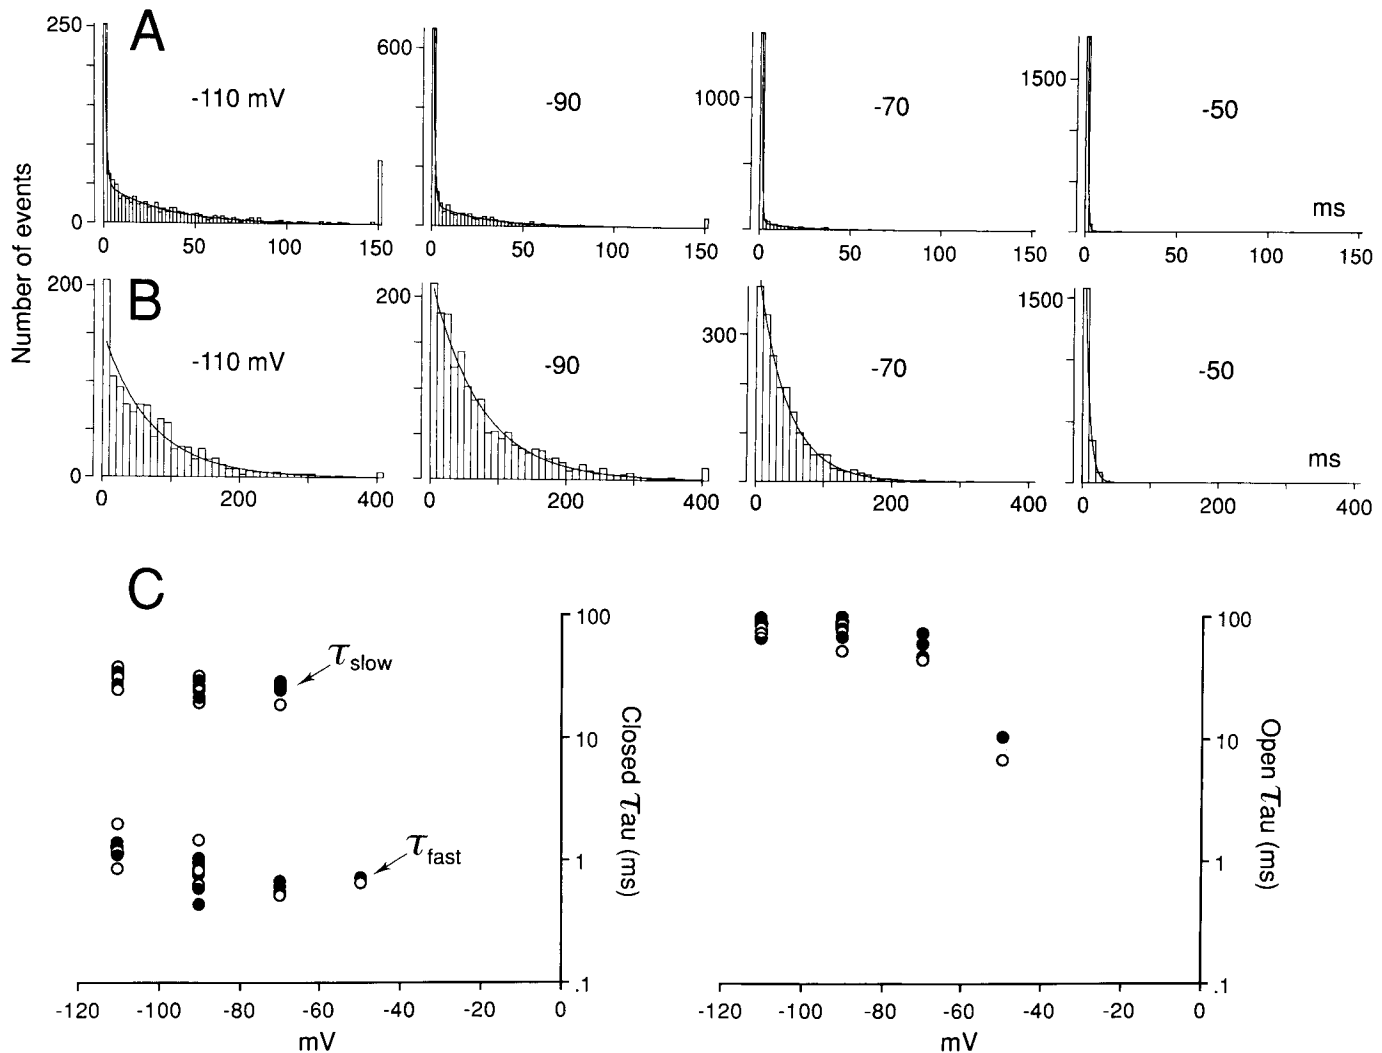 A
Number of events
250
0
-110 mV
0 50 100 150
600
-90
0 50 100 150
1000
-70
0 50 100 150
1500
-50
ms
0 50 100 150
B
200
0
-110 mV
0 200 400
200
-90
0 200 400
300
-70
0 200 400
1500
-50
ms
0 200 400
C
τslow
τfast
100
10
1
.1
Closed τau (ms)
-120 -100 -80 -60 -40 -20 0
mV
100
10
1
.1
Open τau (ms)
-120 -100 -80 -60 -40 -20 0
mV